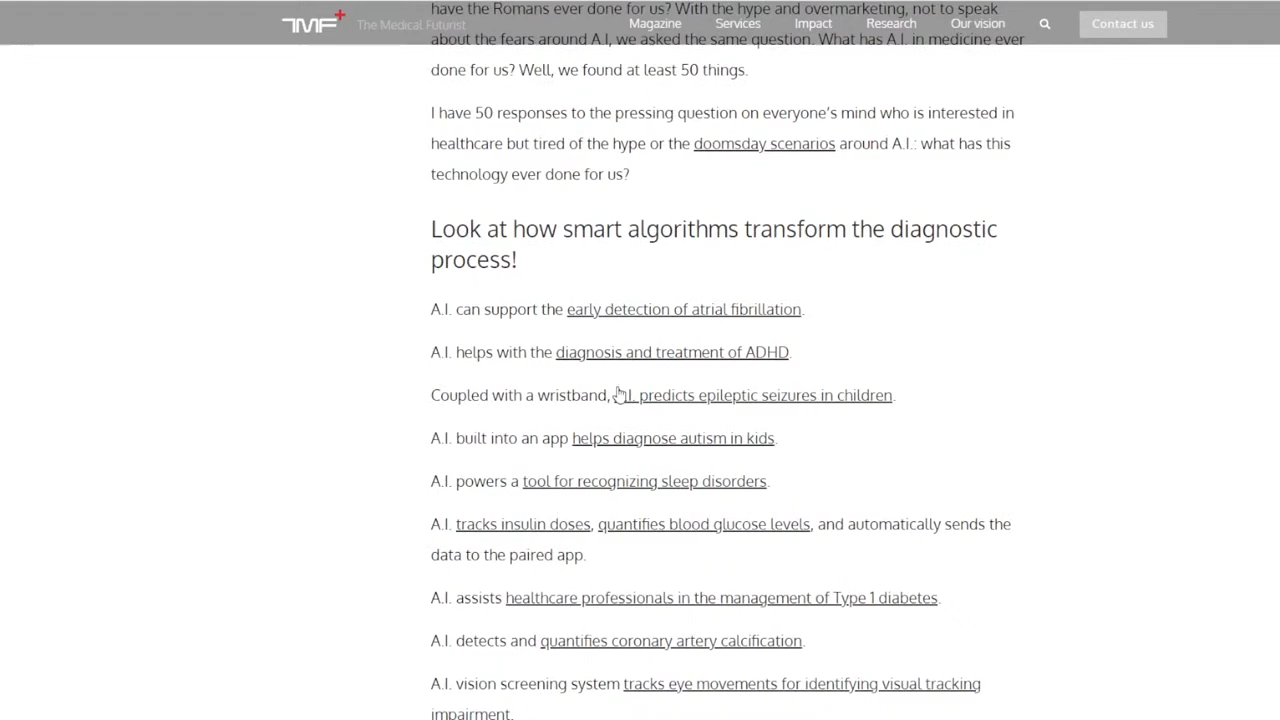 have the Romans ever done for us? With the hype and overmarketing, not to speak
TMF The Medical Futurist Magazine Services Impact Research Our vision Contact us
about the fears around A.I, we asked the same question. What has A.I. in medicine ever
done for us? Well, we found at least 50 things.
I have 50 responses to the pressing question on everyone's mind who is interested in
healthcare but tired of the hype or the doomsday scenarios around A.I.: what has this
technology ever done for us?
Look at how smart algorithms transform the diagnostic
process!
A.I. can support the early detection of atrial fibrillation.
A.I. helps with the diagnosis and treatment of ADHD.
Coupled with a wristband, A.I. predicts epileptic seizures in children.
A.I. built into an app helps diagnose autism in kids.
A.I. powers a tool for recognizing sleep disorders.
A.I. tracks insulin doses, quantifies blood glucose levels, and automatically sends the
data to the paired app.
A.I. assists healthcare professionals in the management of Type 1 diabetes.
A.I. detects and quantifies coronary artery calcification.
A.I. vision screening system tracks eye movements for identifying visual tracking
impairment.